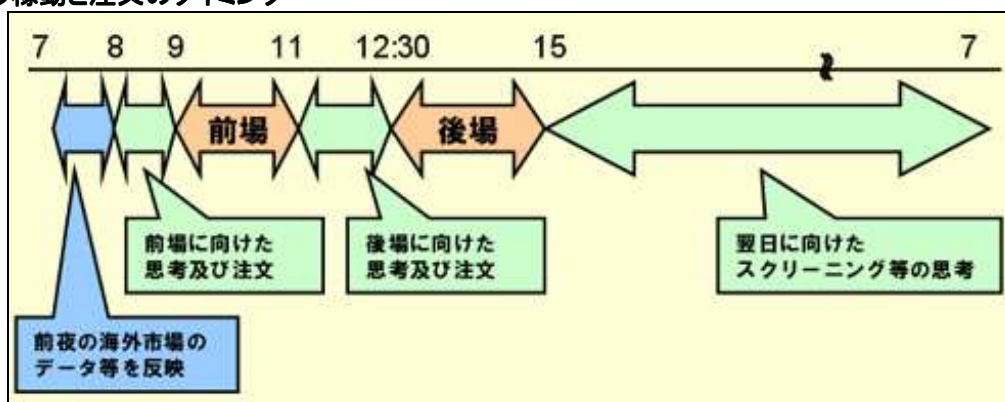 稼動と注文のタイミング
7 8 9 11 12:30 15 7
前場
後場
前場に向けた
思考及び注文
後場に向けた
思考及び注文
翌日に向けた
スクリーニング等の思考
前夜の海外市場の
データ等を反映